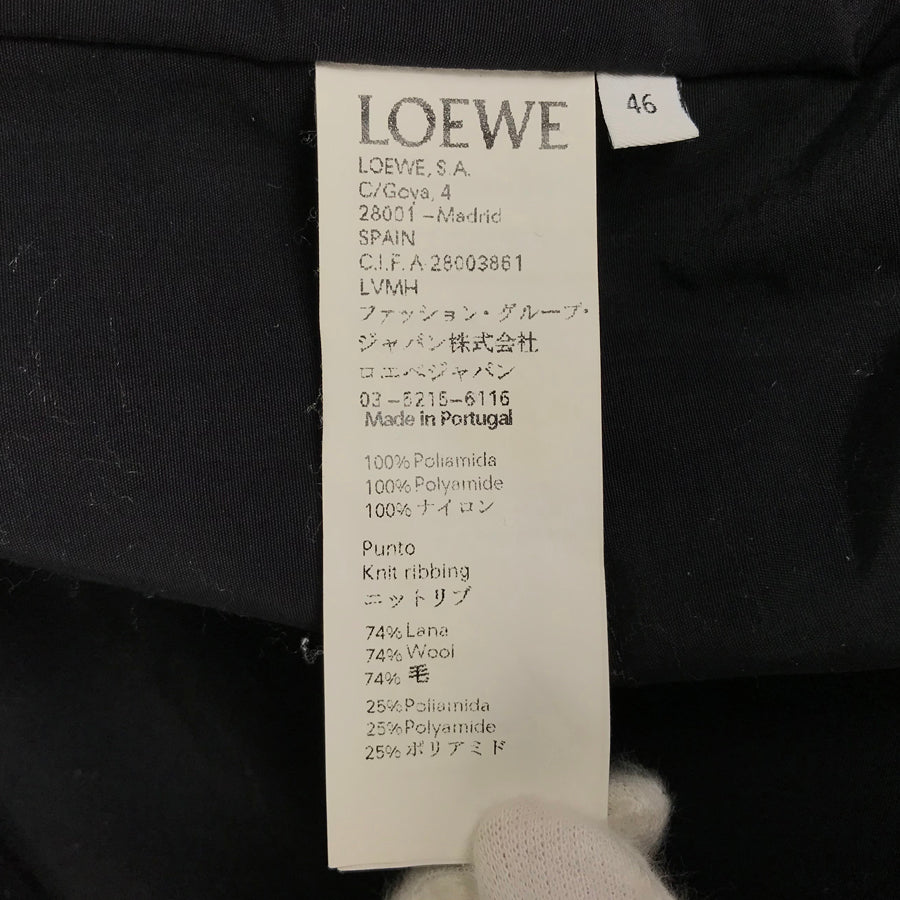 LOEWE
46
LOEWE, S.A.
C/Goya, 4
28001 – Madrid
SPAIN
C.I.F. A-28003861
LVMH
ファッション・グループ・
ジャパン株式会社
ロエベジャパン
03 – 6215 – 6116
Made in Portugal
100% Poliamida
100% Polyamide
100% ナイロン
Punto
Knit ribbing
ニットリブ
74% Lana
74% Wool
74% 毛
25% Poliamida
25% Polyamide
25% ポリアミド